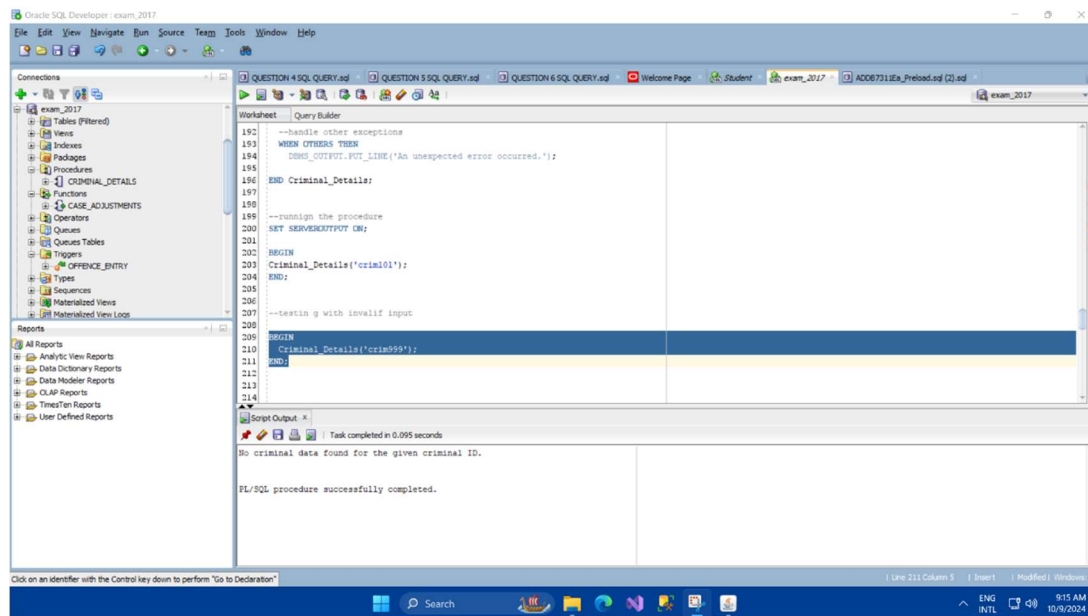 Oracle SQL Developer : exam_2017
File Edit View Navigate Run Source Team Tools Window Help
Connections
exam_2017
Tables (Filtered)
Views
Indexes
Packages
Procedures
CRIMINAL_DETAILS
Functions
CASE_ADJUSTMENTS
Operators
Queues
Queues Tables
Triggers
OFFENCE_ENTRY
Types
Sequences
Materialized Views
Materialized View Logs
Reports
All Reports
Analytic View Reports
Data Dictionary Reports
Data Modeler Reports
OLAP Reports
TimesTen Reports
User Defined Reports
QUESTION 4 SQL QUERY.sql QUESTION 5 SQL QUERY.sql QUESTION 6 SQL QUERY.sql Welcome Page Student exam_2017 ADDB7311Ea_Preload.sql (2).sql
exam_2017
Worksheet Query Builder
192 --handle other exceptions
193 WHEN OTHERS THEN
194 DBMS_OUTPUT.PUT_LINE('An unexpected error occurred.');
195
196 END Criminal_Details;
197
198
199 --runnign the procedure
200 SET SERVEROUTPUT ON;
201
202 BEGIN
203 Criminal_Details('crim101');
204 END;
205
206
207 --testin g with invalif input
208
209 BEGIN
210 Criminal_Details('crim999');
211 END;
212
213
214
Script Output x
Task completed in 0.095 seconds
No criminal data found for the given criminal ID.
PL/SQL procedure successfully completed.
Click on an identifier with the Control key down to perform "Go to Declaration"
Line 211 Column 5 | Insert | Modified | Windows:
Search
ENG
INTL
9:15 AM
10/9/2024